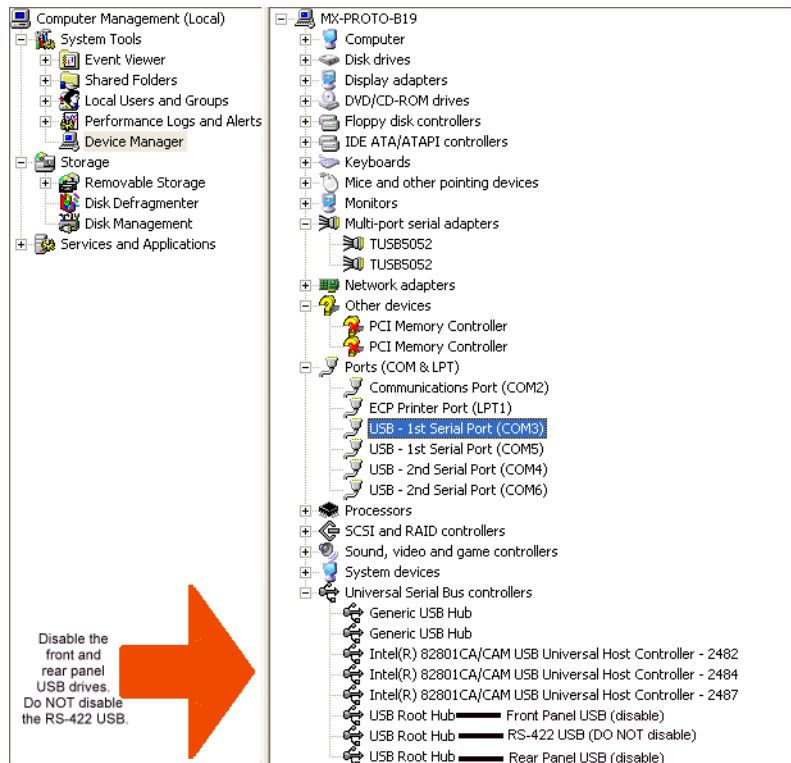 Computer Management (Local)
System Tools
Event Viewer
Shared Folders
Local Users and Groups
Performance Logs and Alerts
Device Manager
Storage
Removable Storage
Disk Defragmenter
Disk Management
Services and Applications
Disable the
front and
rear panel
USB drives.
Do NOT disable
the RS-422 USB.
MX-PROTO-B19
Computer
Disk drives
Display adapters
DVD/CD-ROM drives
Floppy disk controllers
IDE ATA/ATAPI controllers
Keyboards
Mice and other pointing devices
Monitors
Multi-port serial adapters
TUSB5052
TUSB5052
Network adapters
Other devices
PCI Memory Controller
PCI Memory Controller
Ports (COM & LPT)
Communications Port (COM2)
ECP Printer Port (LPT1)
USB - 1st Serial Port (COM3)
USB - 1st Serial Port (COM5)
USB - 2nd Serial Port (COM4)
USB - 2nd Serial Port (COM6)
Processors
SCSI and RAID controllers
Sound, video and game controllers
System devices
Universal Serial Bus controllers
Generic USB Hub
Generic USB Hub
Intel(R) 82801CA/CAM USB Universal Host Controller - 2482
Intel(R) 82801CA/CAM USB Universal Host Controller - 2484
Intel(R) 82801CA/CAM USB Universal Host Controller - 2487
USB Root Hub Front Panel USB (disable)
USB Root Hub RS-422 USB (DO NOT disable)
USB Root Hub Rear Panel USB (disable)